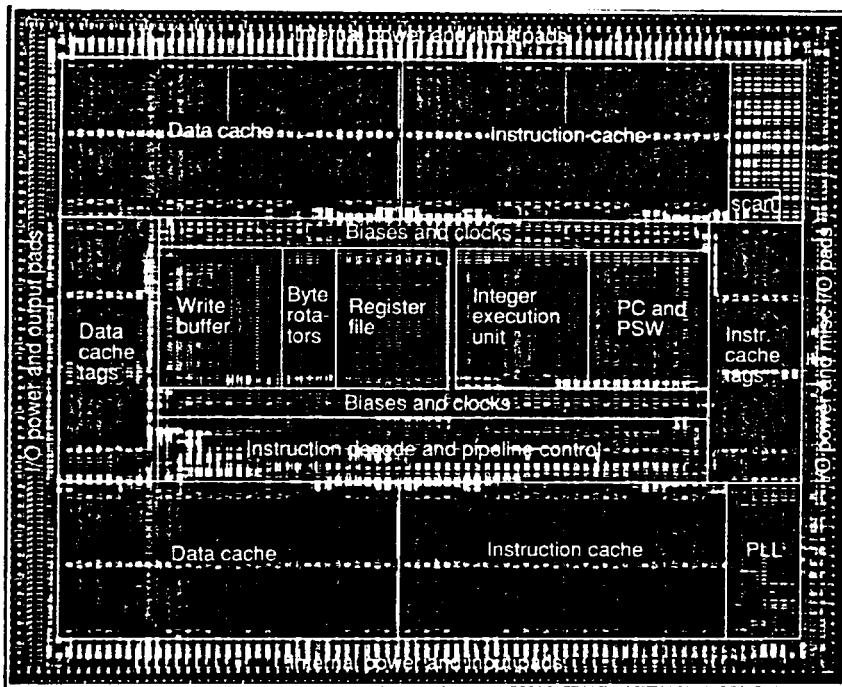 Internal power and input pads
Data cache
Instruction cache
scan
I/O power and output pads
Biases and clocks
I/O power and misc I/O pads
Data
cache
tags
Write
buffer
Byte
rota-
tors
Register
file
Integer
execution
unit
PC and
PSW
Instr.
cache
tags
Biases and clocks
Instruction decode and pipeline control
Data cache
Instruction cache
PLL
Internal power and input pads